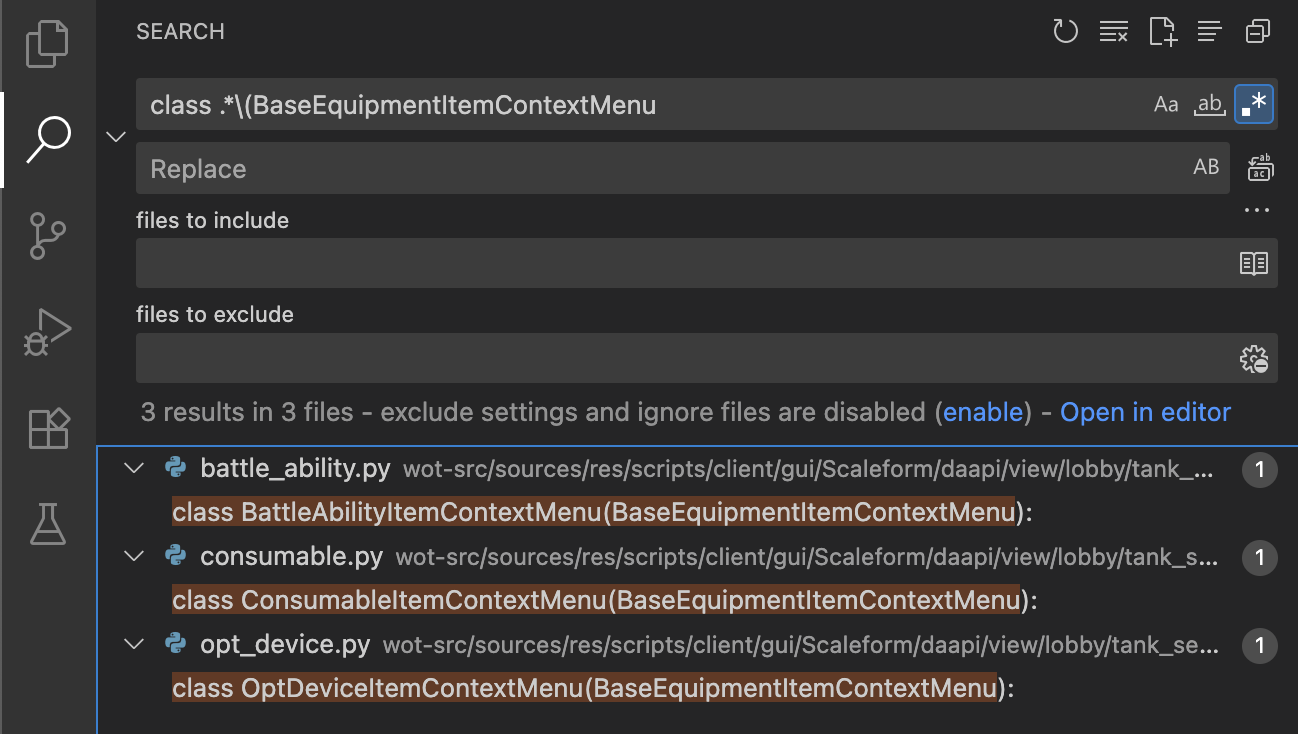 SEARCH
class .*\(BaseEquipmentItemContextMenu
Aa ab .*
Replace
AB
ab
ac
...
files to include
files to exclude
3 results in 3 files - exclude settings and ignore files are disabled (enable) - Open in editor
battle_ability.py wot-src/sources/res/scripts/client/gui/Scaleform/daapi/view/lobby/tank_... 1
class BattleAbilityItemContextMenu(BaseEquipmentItemContextMenu):
consumable.py wot-src/sources/res/scripts/client/gui/Scaleform/daapi/view/lobby/tank_s... 1
class ConsumableItemContextMenu(BaseEquipmentItemContextMenu):
opt_device.py wot-src/sources/res/scripts/client/gui/Scaleform/daapi/view/lobby/tank_se... 1
class OptDeviceItemContextMenu(BaseEquipmentItemContextMenu):